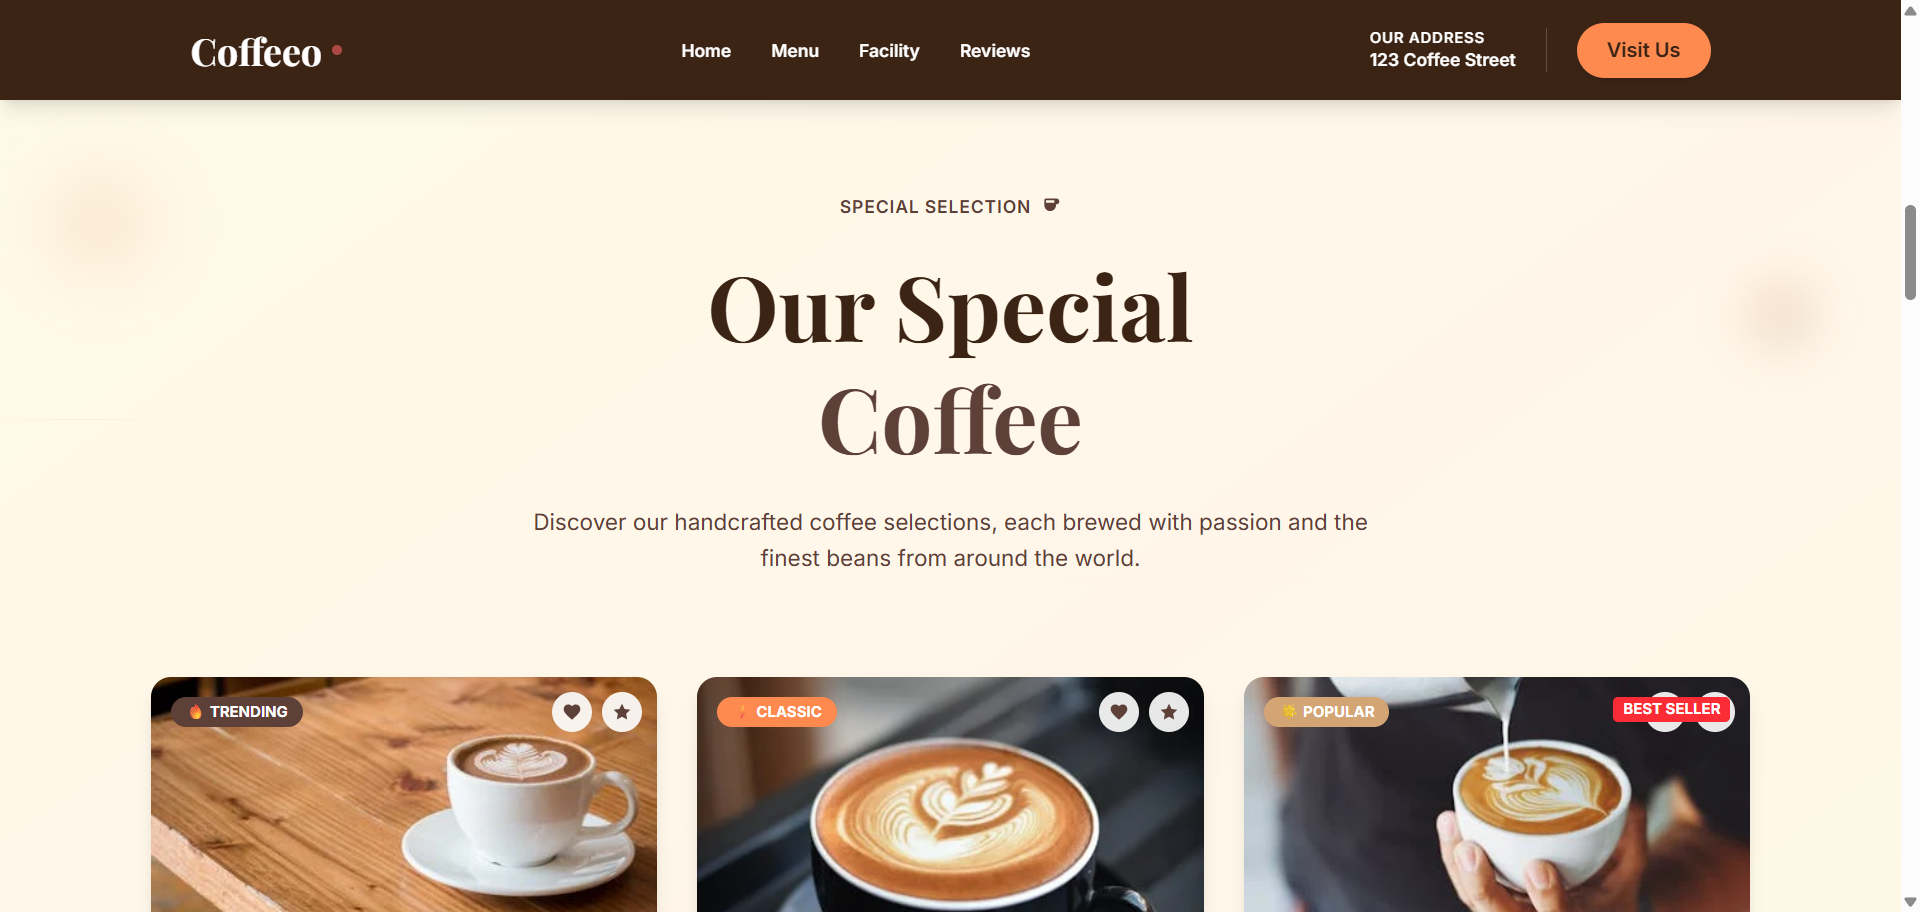 Coffeeo
Home
Menu
Facility
Reviews
OUR ADDRESS
123 Coffee Street
Visit Us
SPECIAL SELECTION
Our Special
Coffee
Discover our handcrafted coffee selections, each brewed with passion and the
finest beans from around the world.
TRENDING
CLASSIC
POPULAR
BEST SELLER